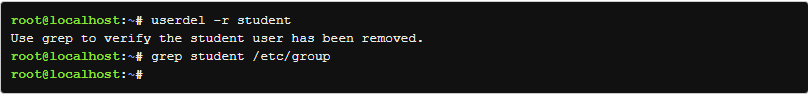 root@localhost:~# userdel -r student
Use grep to verify the student user has been removed.
root@localhost:~# grep student /etc/group
root@localhost:~#